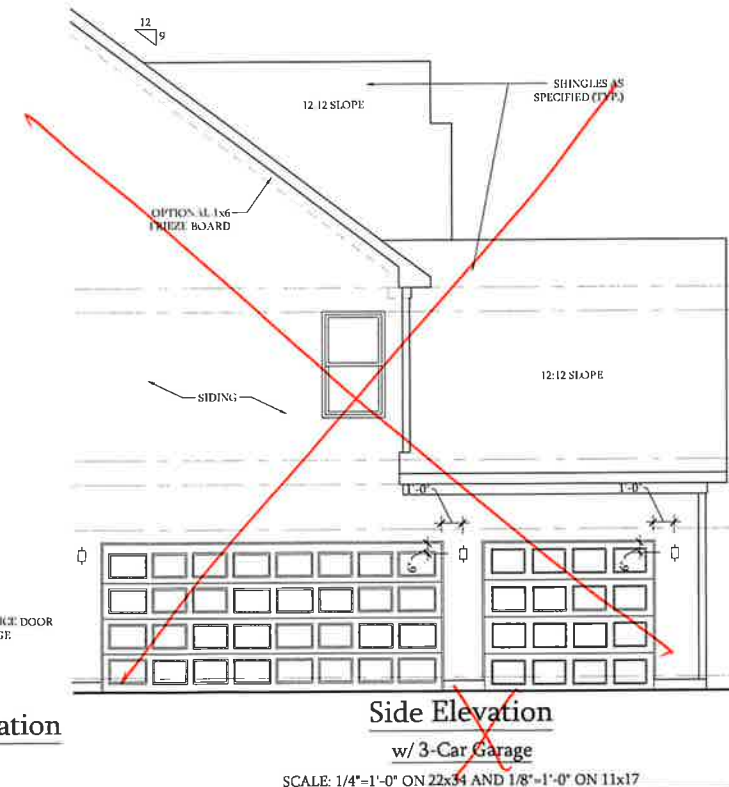 12
9
12:12 SLOPE
SHINGLES AS
SPECIFIED (TYP.)
OPTIONAL 1x6
FRIEZE BOARD
12:12 SLOPE
SIDING
1'-0"
1'-0"
6"
6"
DOOR
Side Elevation
w/ 3-Car Garage
SCALE: 1/4"=1'-0" ON 22x34 AND 1/8"=1'-0" ON 11x17